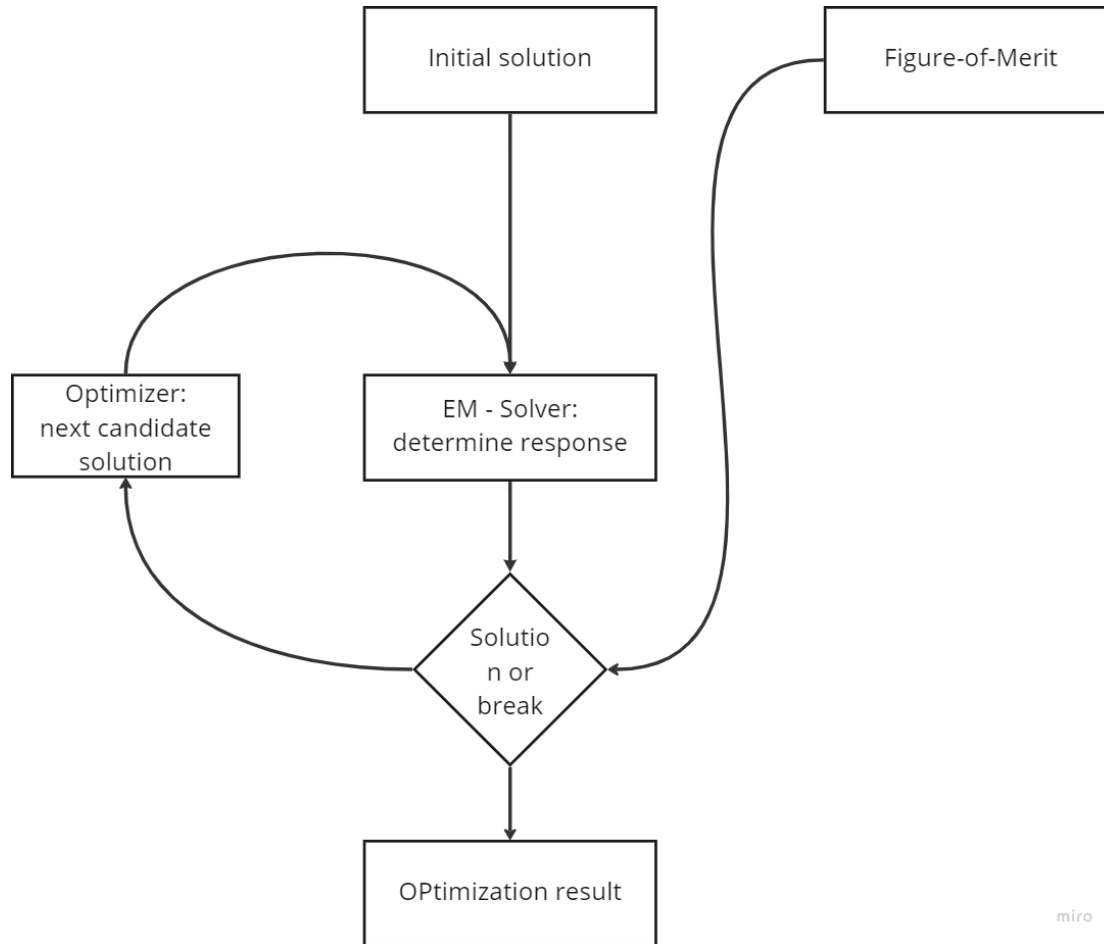 Initial solution
Figure-of-Merit
Optimizer:
next candidate
solution
EM - Solver:
determine response
Solutio
n or
break
OPtimization result
miro